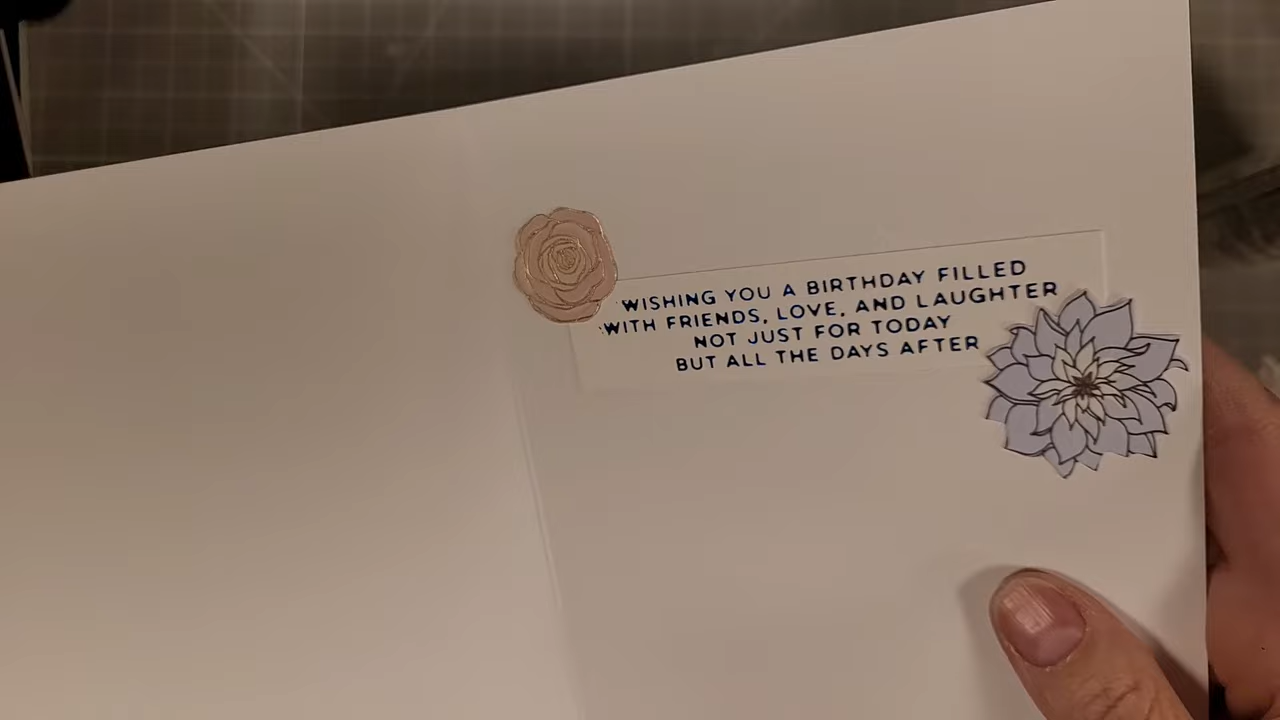 WISHING YOU A BIRTHDAY FILLED
WITH FRIENDS, LOVE, AND LAUGHTER
NOT JUST FOR TODAY
BUT ALL THE DAYS AFTER